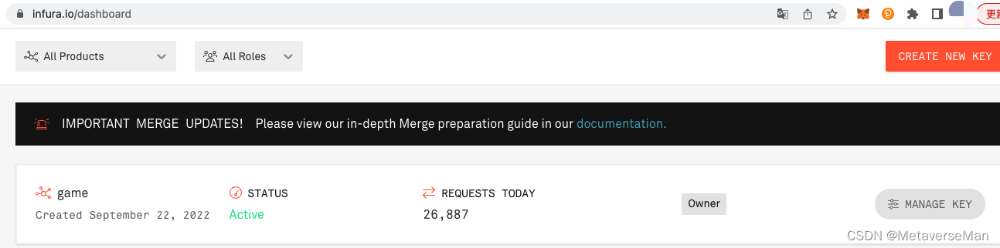 infura.io/dashboard
All Products
All Roles
CREATE NEW KEY
IMPORTANT MERGE UPDATES! Please view our in-depth Merge preparation guide in our documentation.
game
Created September 22, 2022
STATUS
Active
REQUESTS TODAY
26,887
Owner
MANAGE KEY
CSDN @MetaverseMan